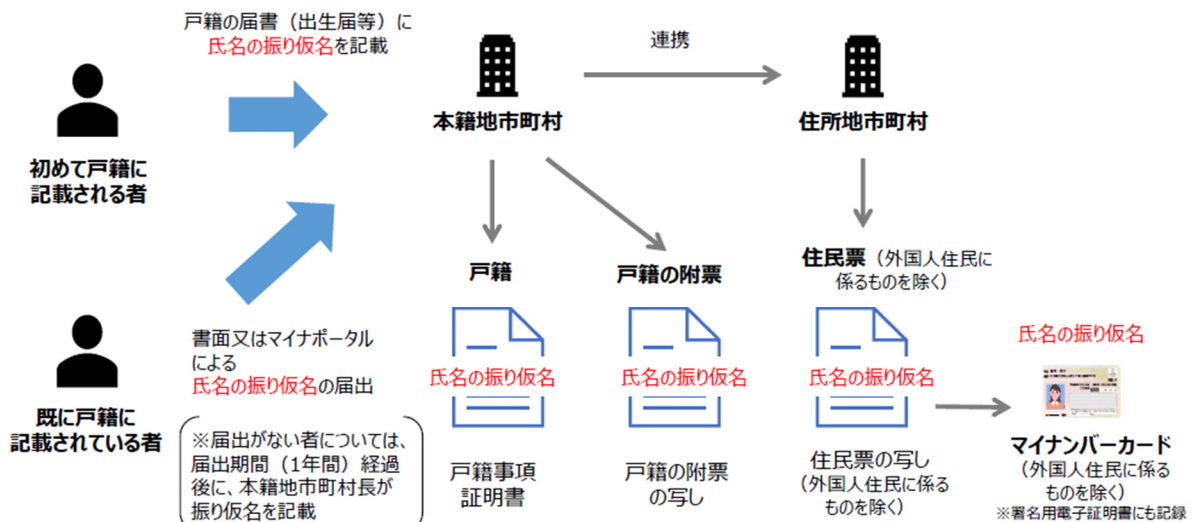 戸籍の届書（出生届等）に
氏名の振り仮名を記載
初めて戸籍に
記載される者
既に戸籍に
記載されている者
書面又はマイナポータル
による
氏名の振り仮名の届出
※届出がない者については、
届出期間（1年間）経過
後に、本籍地市町村長が
振り仮名を記載
本籍地市町村
連携
住所地市町村
戸籍
氏名の振り仮名
戸籍事項
証明書
戸籍の附票
氏名の振り仮名
戸籍の附票
の写し
住民票（外国人住民に
係るものを除く）
氏名の振り仮名
住民票の写し
（外国人住民に係る
ものを除く）
氏名の振り仮名
マイナンバーカード
（外国人住民に係る
ものを除く）
※署名用電子証明書にも記録